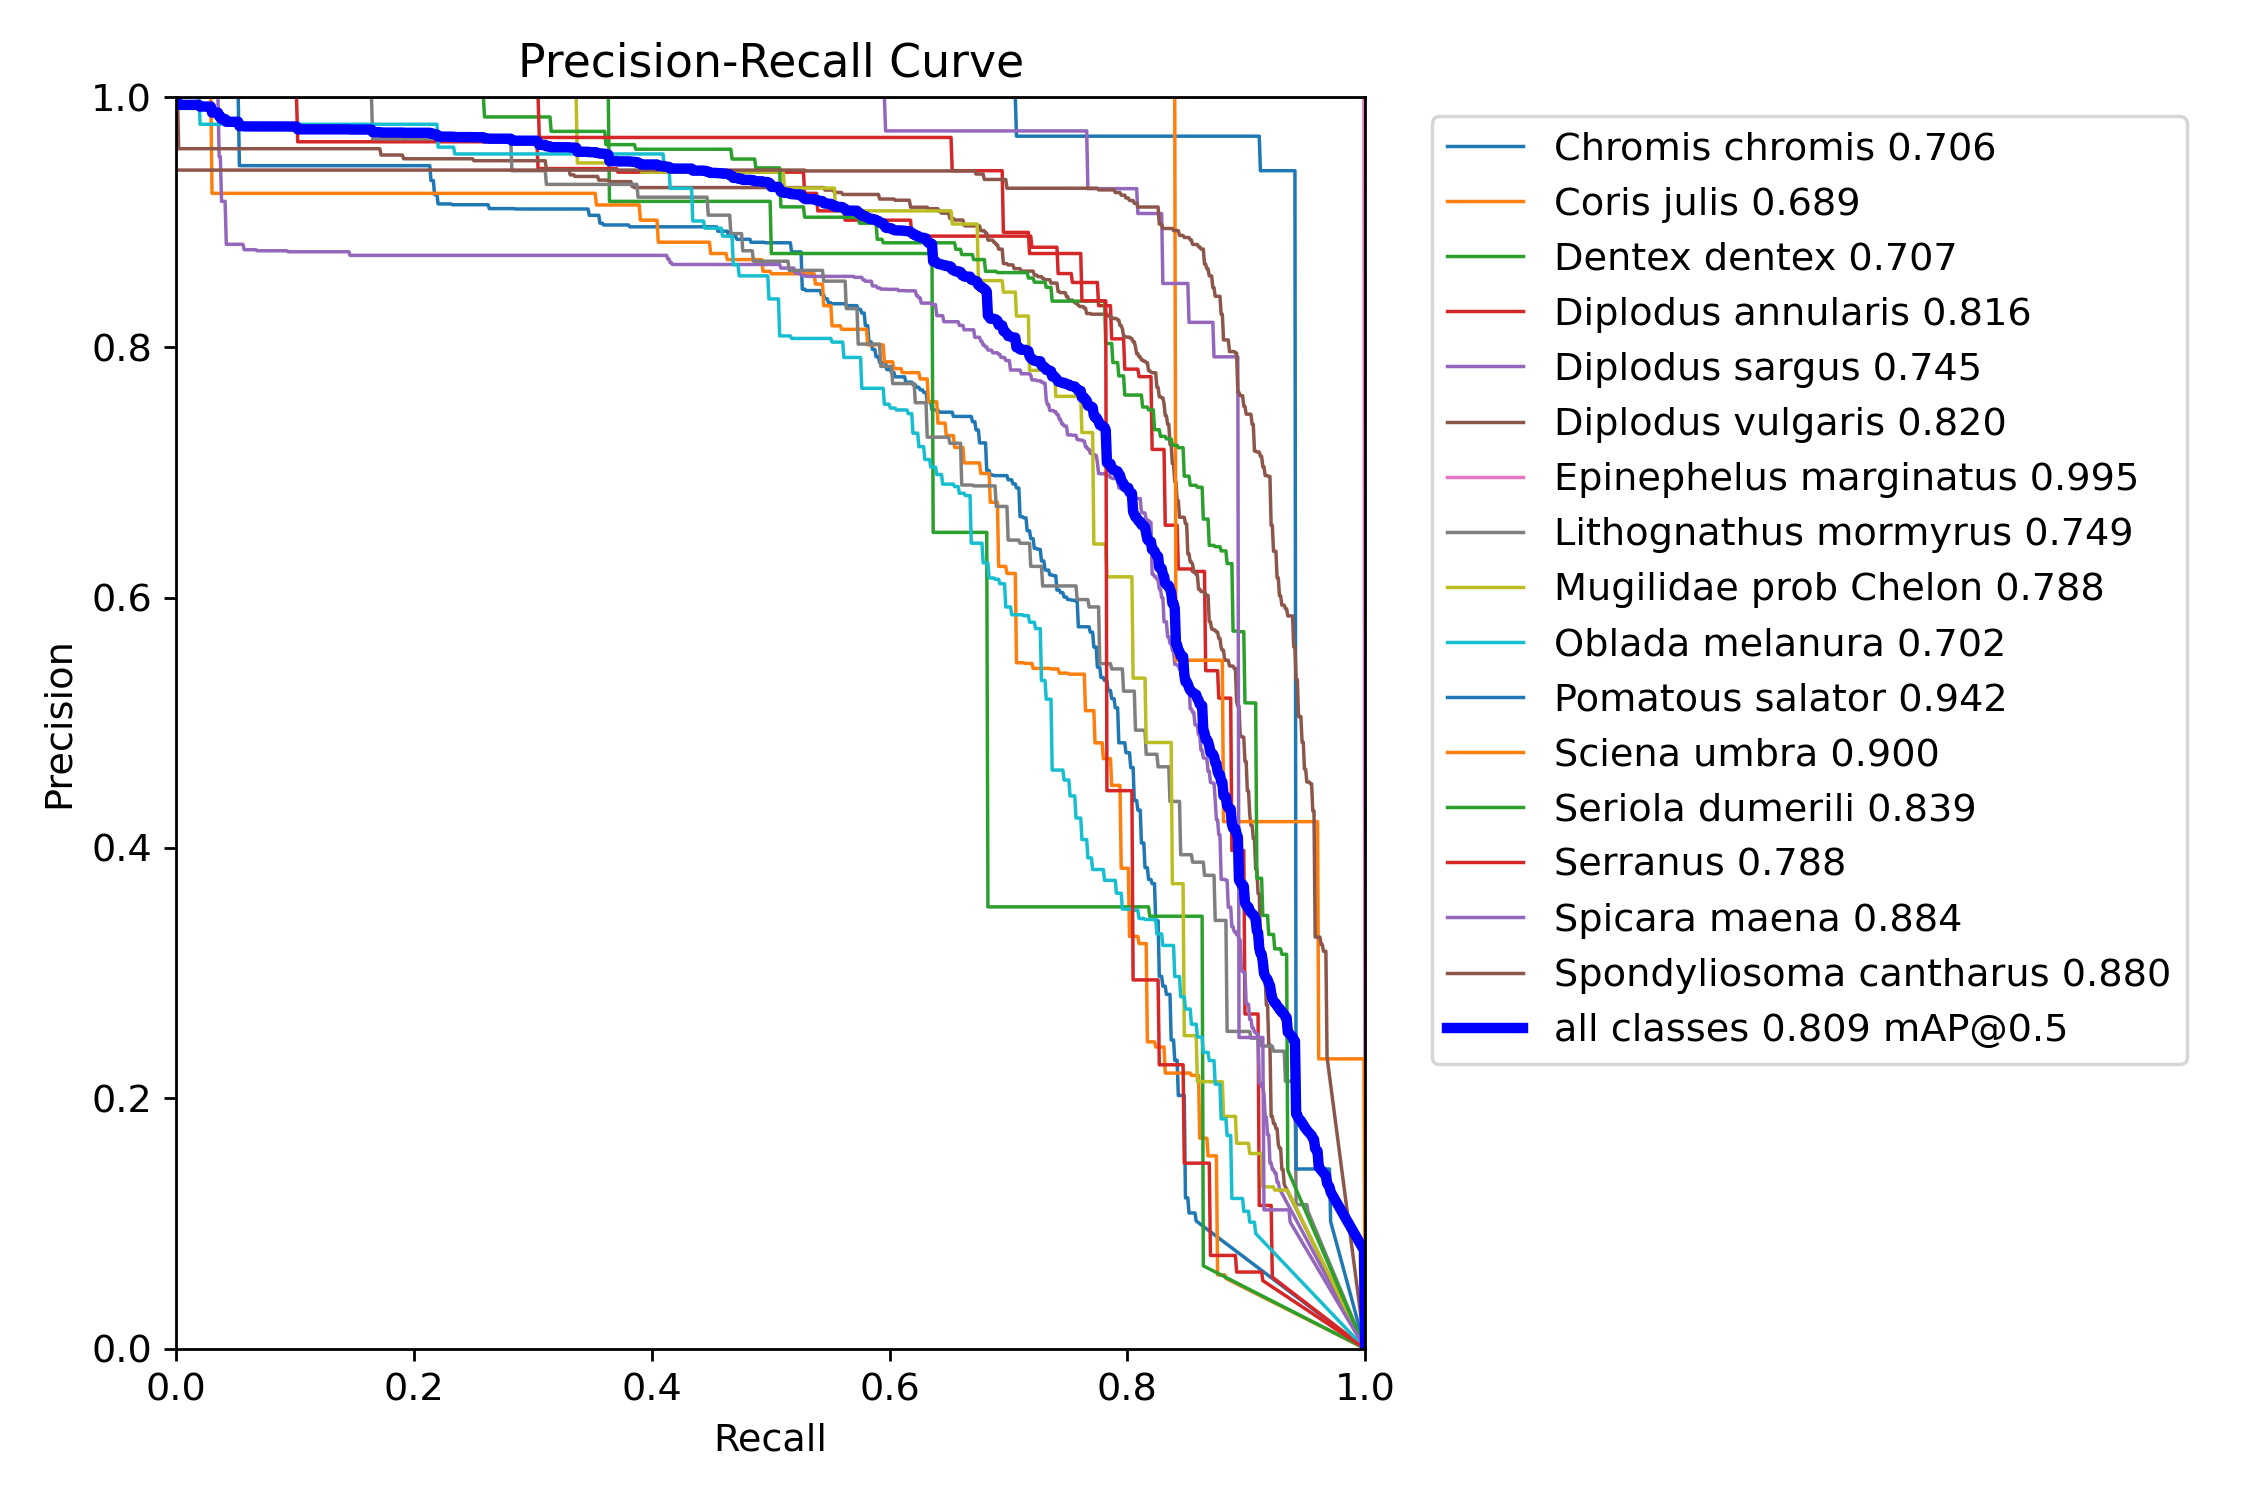 Precision-Recall Curve
1.0
0.8
0.6
0.4
0.2
0.0
Precision
0.0 0.2 0.4 0.6 0.8 1.0
Recall
Chromis chromis 0.706
Coris julis 0.689
Dentex dentex 0.707
Diplodus annularis 0.816
Diplodus sargus 0.745
Diplodus vulgaris 0.820
Epinephelus marginatus 0.995
Lithognathus mormyrus 0.749
Mugilidae prob Chelon 0.788
Oblada melanura 0.702
Pomatous salator 0.942
Sciena umbra 0.900
Seriola dumerili 0.839
Serranus 0.788
Spicara maena 0.884
Spondyliosoma cantharus 0.880
all classes 0.809 mAP@0.5